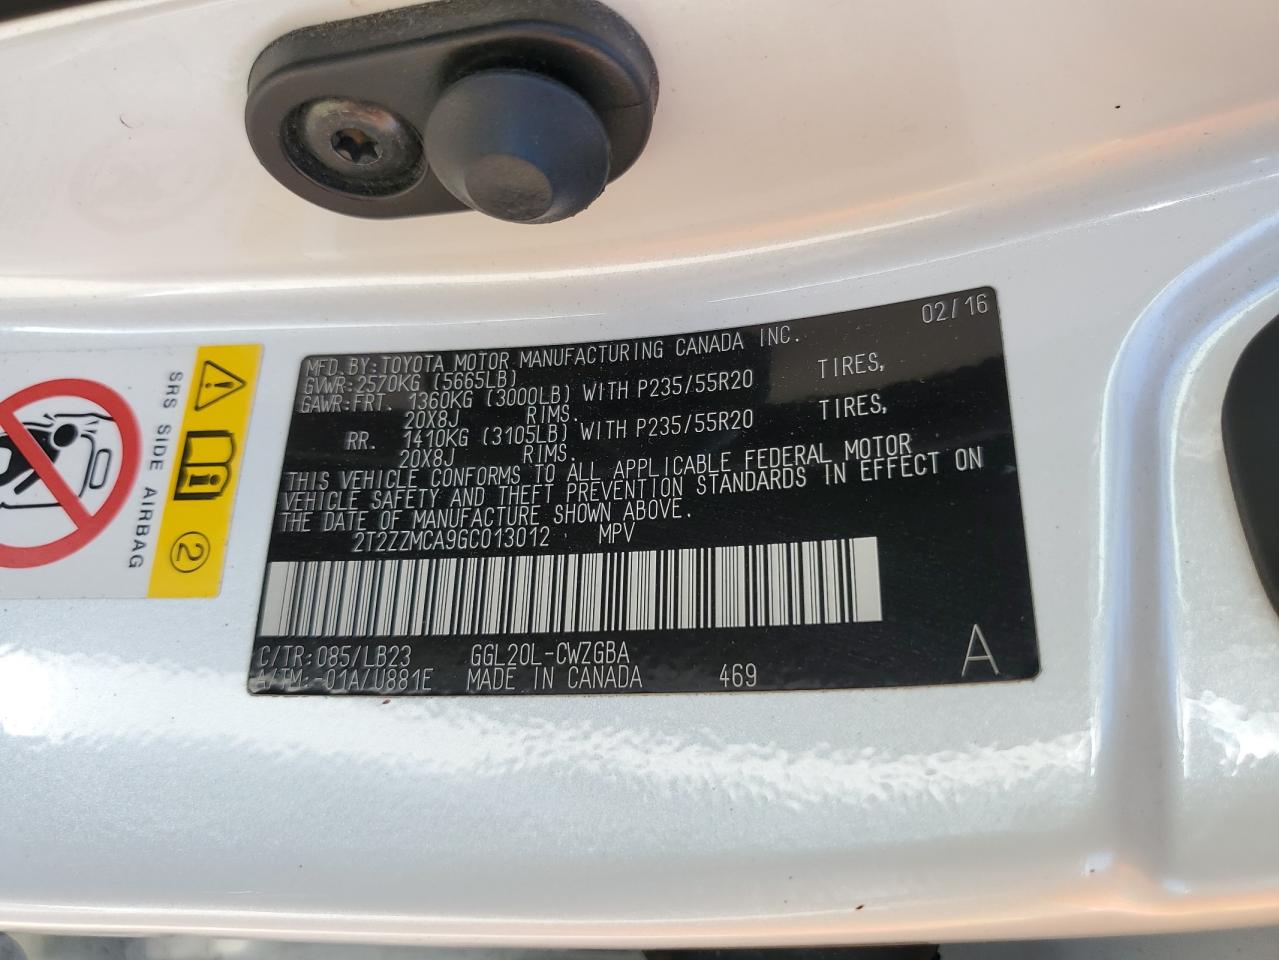 02/16
MFD.BY:TOYOTA MOTOR MANUFACTURING CANADA INC.
GVWR:2570KG (5665LB)
GAWR:FRT. 1360KG (3000LB) WITH P235/55R20 TIRES,
20X8J RIMS.
RR. 1410KG (3105LB) WITH P235/55R20 TIRES,
20X8J RIMS.
THIS VEHICLE CONFORMS TO ALL APPLICABLE FEDERAL MOTOR
VEHICLE SAFETY AND THEFT PREVENTION STANDARDS IN EFFECT ON
THE DATE OF MANUFACTURE SHOWN ABOVE.
2T2ZZMCA9GC013012 MPV
C/TR:085/LB23 GGL20L-CWZGBA
A/TM:-01A/U881E MADE IN CANADA 469
A
SRS SIDE AIRBAG
2